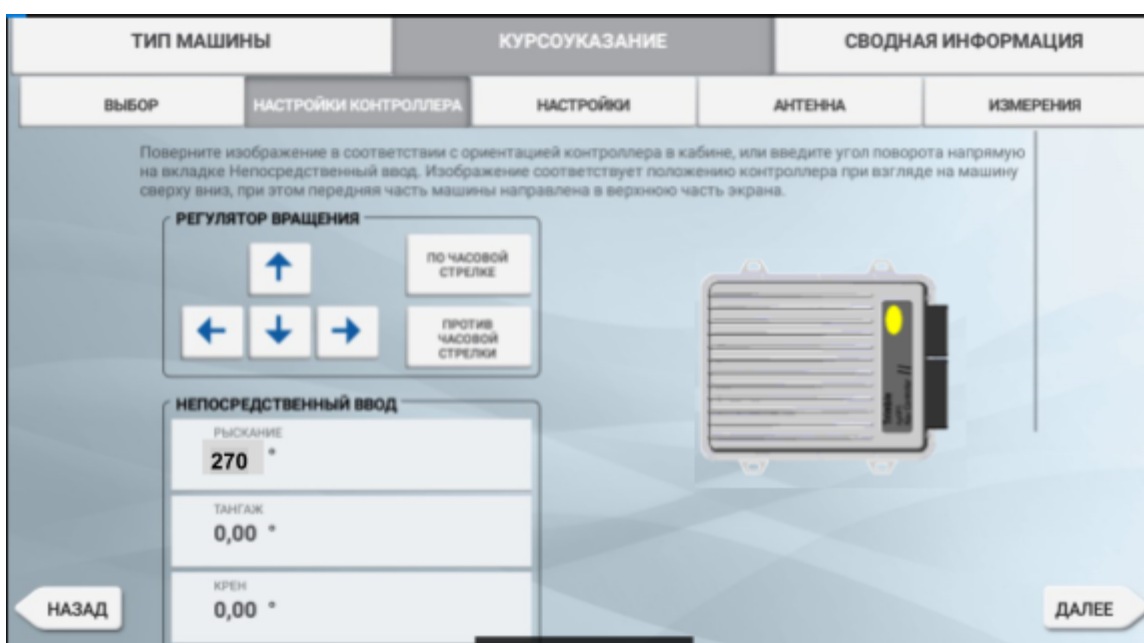 ТИП МАШИНЫ
КУРСОУКАЗАНИЕ
СВОДНАЯ ИНФОРМАЦИЯ
ВЫБОР
НАСТРОЙКИ КОНТРОЛЛЕРА
НАСТРОЙКИ
АНТЕННА
ИЗМЕРЕНИЯ
Поверните изображение в соответствии с ориентацией контроллера в кабине, или введите угол поворота напрямую
на вкладке Непосредственный ввод. Изображение соответствует положению контроллера при взгляде на машину
сверху вниз, при этом передняя часть машины направлена в верхнюю часть экрана.
РЕГУЛЯТОР ВРАЩЕНИЯ
ПО ЧАСОВОЙ
СТРЕЛКЕ
ПРОТИВ
ЧАСОВОЙ
СТРЕЛКИ
НЕПОСРЕДСТВЕННЫЙ ВВОД
РЫСКАНИЕ
270 °
ТАНГАЖ
0,00 °
КРЕН
0,00 °
Trimble
НАЗАД
ДАЛЕЕ